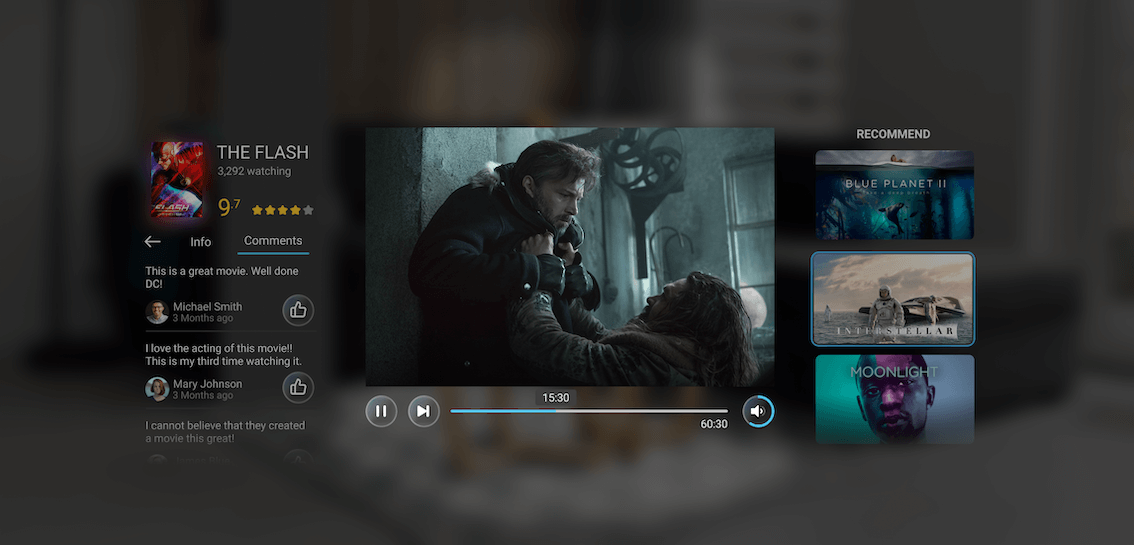 THE FLASH
3,292 watching
9.7
Info
Comments
This is a great movie. Well done
DC!
Michael Smith
3 Months ago
I love the acting of this movie!!
This is my third time watching it.
Mary Johnson
3 Months ago
I cannot believe that they created
a movie this great!
FLASH
15:30
60:30
RECOMMEND
BLUE PLANET II
INTERSTELLAR
MOONLIGHT